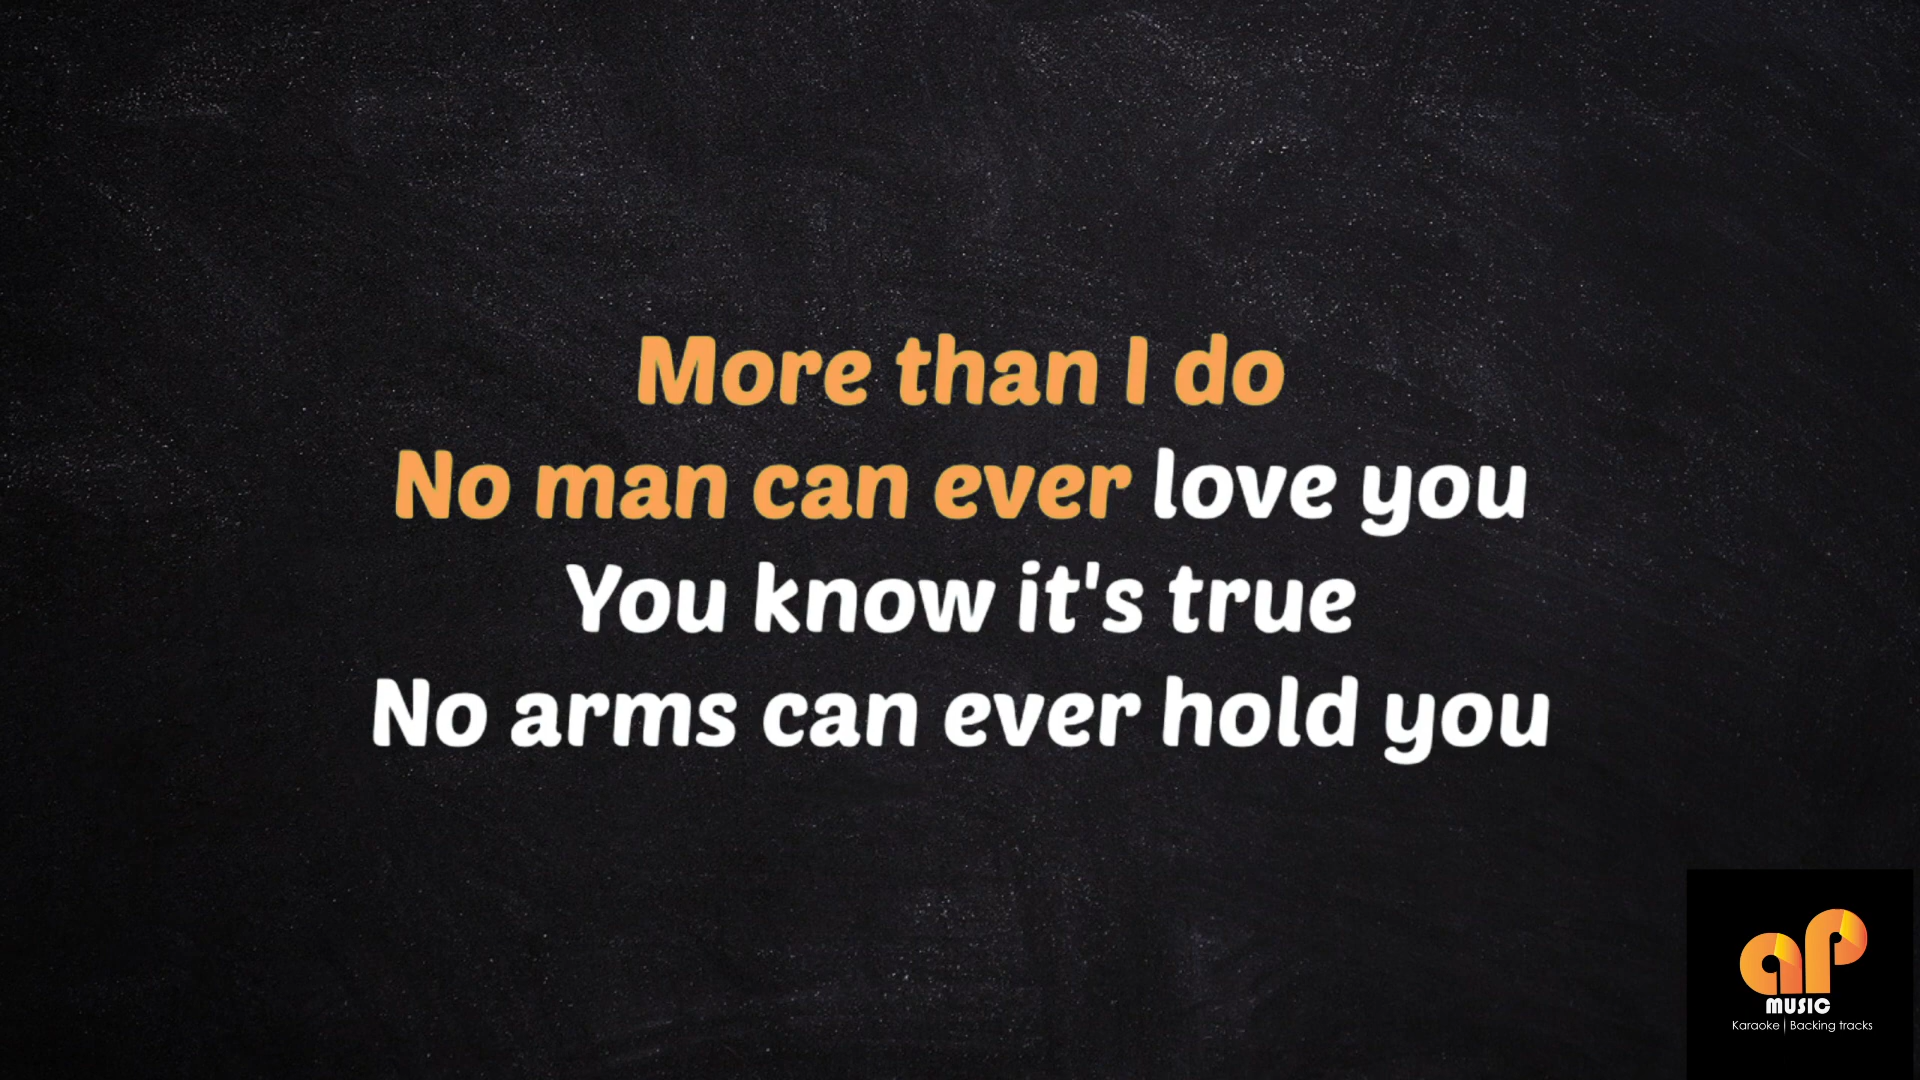 More than I do
No man can ever love you
You know it's true
No arms can ever hold you
aP
MUSIC
Karaoke | Backing tracks